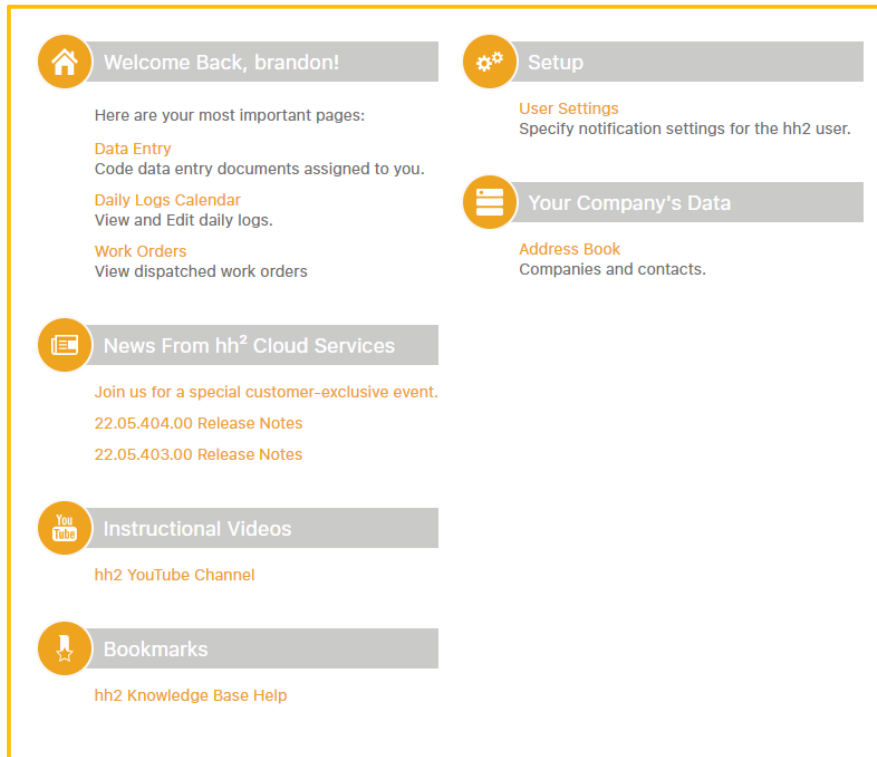 Welcome Back, brandon!
Here are your most important pages:
Data Entry
Code data entry documents assigned to you.
Daily Logs Calendar
View and Edit daily logs.
Work Orders
View dispatched work orders
News From hh² Cloud Services
Join us for a special customer-exclusive event.
22.05.404.00 Release Notes
22.05.403.00 Release Notes
You
Tube
Instructional Videos
hh2 YouTube Channel
Bookmarks
hh2 Knowledge Base Help
Setup
User Settings
Specify notification settings for the hh2 user.
Your Company's Data
Address Book
Companies and contacts.